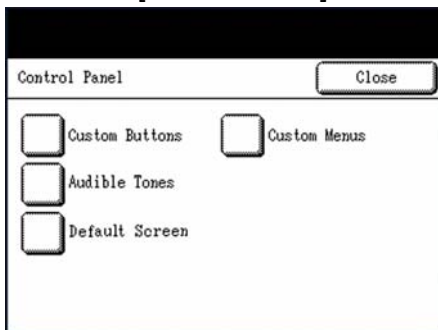 Control Panel Close
Custom Buttons Custom Menus
Audible Tones
Default Screen